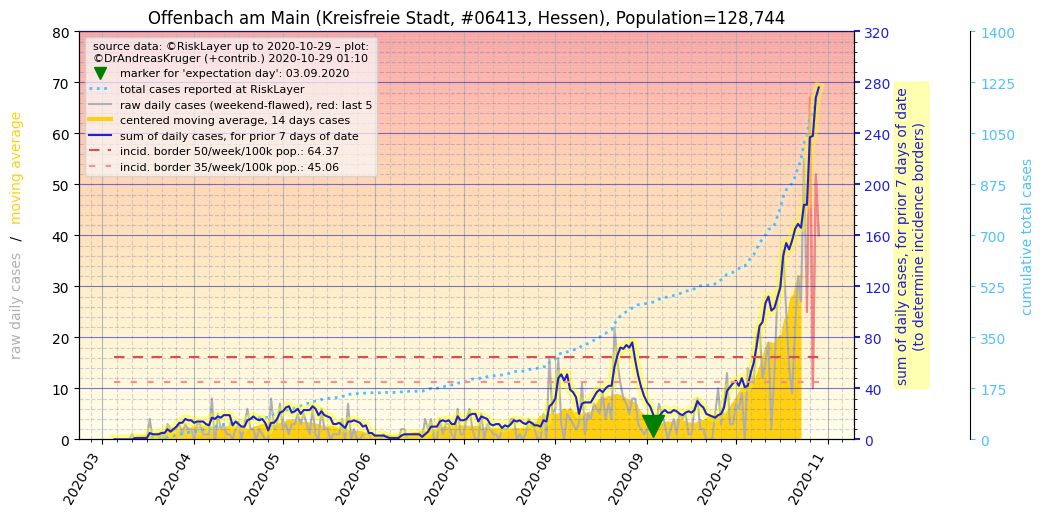 Offenbach am Main (Kreisfreie Stadt, #06413, Hessen), Population=128,744
source data: ©RiskLayer up to 2020-10-29 – plot:
©DrAndreasKruger (+contrib.) 2020-10-29 01:10
marker for 'expectation day': 03.09.2020
total cases reported at RiskLayer
raw daily cases (weekend-flawed), red: last 5
centered moving average, 14 days cases
sum of daily cases, for prior 7 days of date
incid. border 50/week/100k pop.: 64.37
incid. border 35/week/100k pop.: 45.06
raw daily cases / moving average
80
70
60
50
40
30
20
10
0
320
280
240
200
160
120
80
40
0
sum of daily cases, for prior 7 days of date
(to determine incidence borders)
1400
1225
1050
875
700
525
350
175
0
cumulative total cases
2020-03
2020-04
2020-05
2020-06
2020-07
2020-08
2020-09
2020-10
2020-11